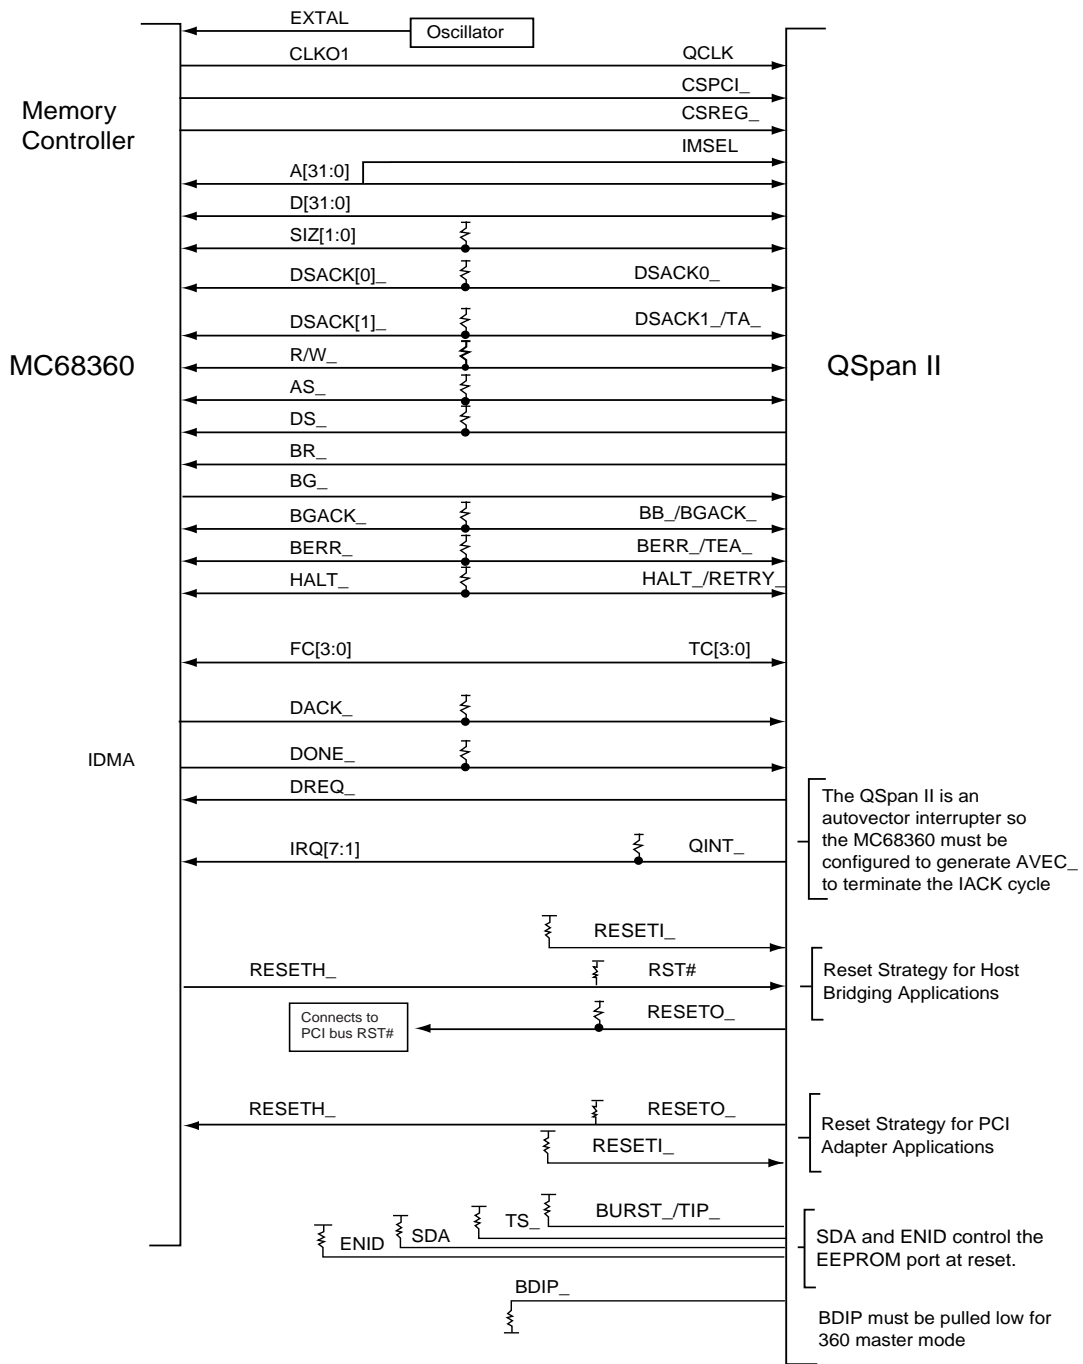 EXTAL
Oscillator
CLKO1 QCLK
CSPCI_
Memory
Controller
CSREG_
IMSEL
A[31:0]
D[31:0]
SIZ[1:0]
DSACK[0]_ DSACK0_
DSACK[1]_ DSACK1_/TA_
MC68360
R/W_
QSpan II
AS_
DS_
BR_
BG_
BGACK_ BB_/BGACK_
BERR_ BERR_/TEA_
HALT_ HALT_/RETRY_
FC[3:0] TC[3:0]
DACK_
IDMA
DONE_
DREQ_
The QSpan II is an
autovector interrupter so
the MC68360 must be
configured to generate AVEC_
to terminate the IACK cycle
IRQ[7:1] QINT_
RESETI_
RESETH_ RST#
Reset Strategy for Host
Bridging Applications
Connects to
PCI bus RST#
RESETO_
RESETH_ RESETO_
RESETI_
Reset Strategy for PCI
Adapter Applications
BURST_/TIP_
TS_
SDA
ENID
SDA and ENID control the
EEPROM port at reset.
BDIP_
BDIP must be pulled low for
360 master mode